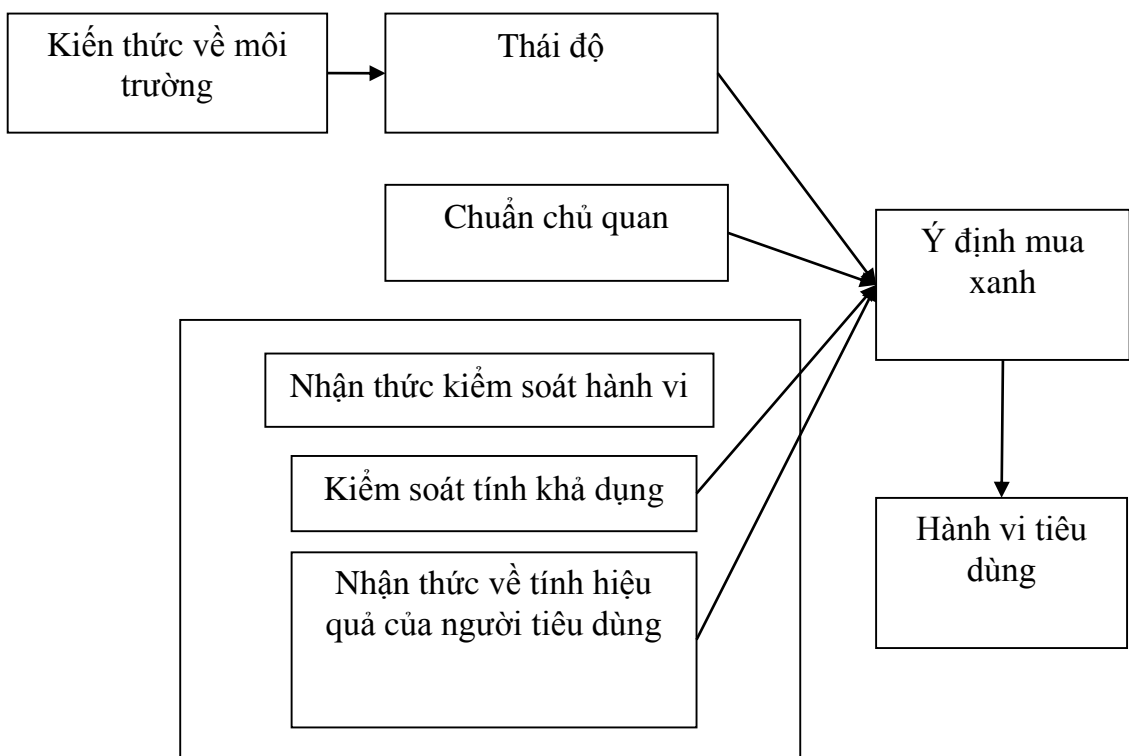 Kiến thức về môi
trường
Thái độ
Chuẩn chủ quan
Ý định mua
xanh
Nhận thức kiểm soát hành vi
Kiểm soát tính khả dụng
Nhận thức về tính hiệu
quả của người tiêu dùng
Hành vi tiêu
dùng